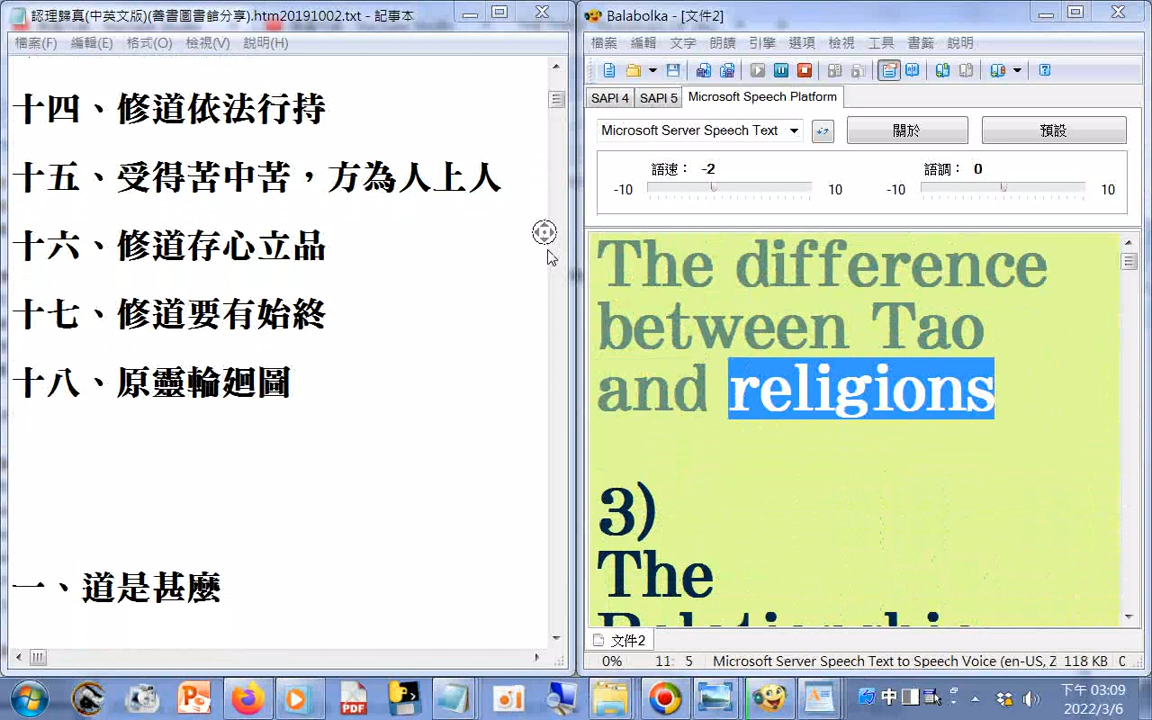 認理歸真(中英文版)(善書圖書館分享).htm20191002.txt - 記事本
檔案(F) 編輯(E) 格式(O) 檢視(V) 說明(H)
十四、修道依法行持
十五、受得苦中苦，方為人上人
十六、修道存心立品
十七、修道要有始終
十八、原靈輪廻圖
一、道是甚麼
Balabolka - [文件2]
檔案 編輯 文字 朗讀 引擎 選項 檢視 工具 書籤 說明
SAPI 4 SAPI 5 Microsoft Speech Platform
Microsoft Server Speech Text 關於 預設
語速： -2 語調： 0
-10 10 -10 10
The difference
between Tao
and religions
3)
The
Relationship
文件2
0% 11: 5 Microsoft Server Speech Text to Speech Voice (en-US, Z 118 KB C
PDF
中
下午 03:09
2022/3/6